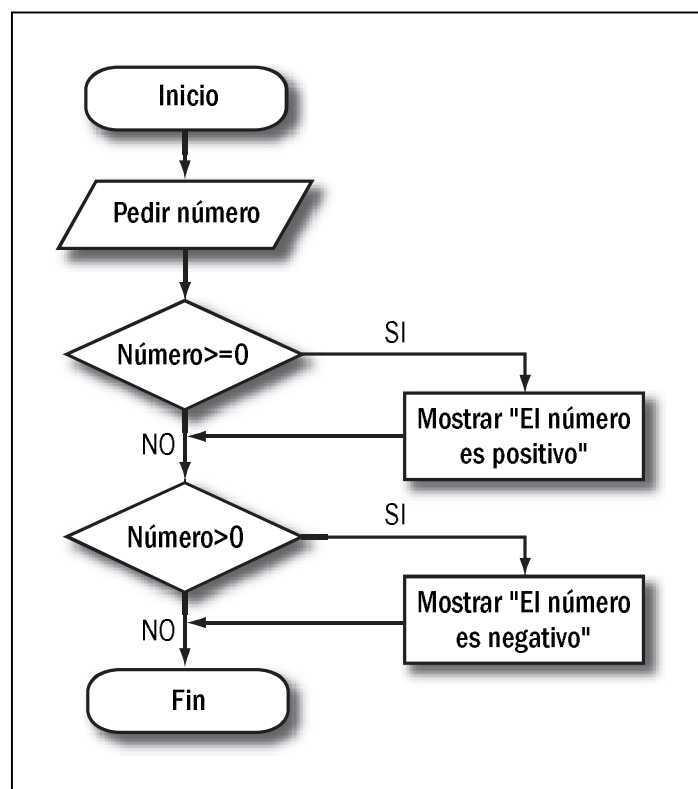 Inicio
Pedir número
Número>=0
SI
Mostrar "El número
es positivo"
NO
Número>0
SI
Mostrar "El número
es negativo"
NO
Fin